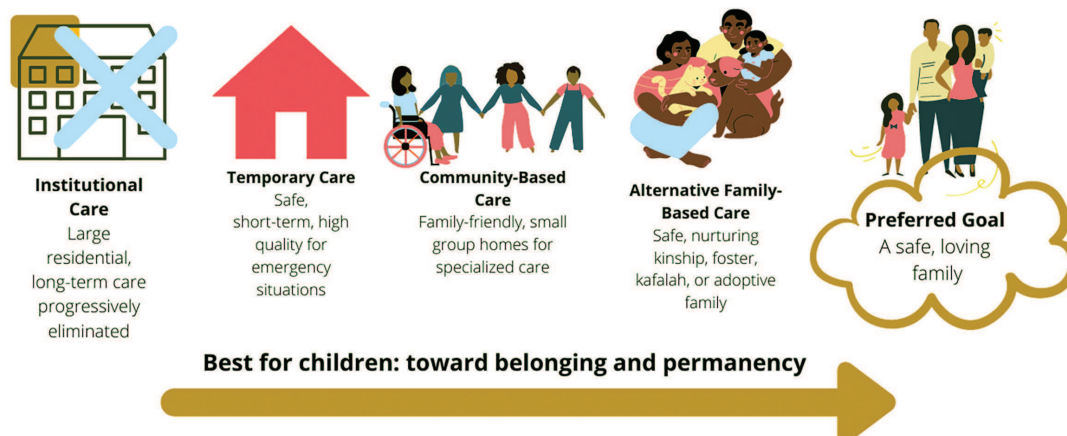 Institutional
Care
Large
residential,
long-term care
progressively
eliminated
Temporary Care
Safe,
short-term, high
quality for
emergency
situations
Community-Based
Care
Family-friendly, small
group homes for
specialized care
Alternative Family-
Based Care
Safe, nurturing
kinship, foster,
kafalah, or adoptive
family
Preferred Goal
A safe, loving
family
Best for children: toward belonging and permanency